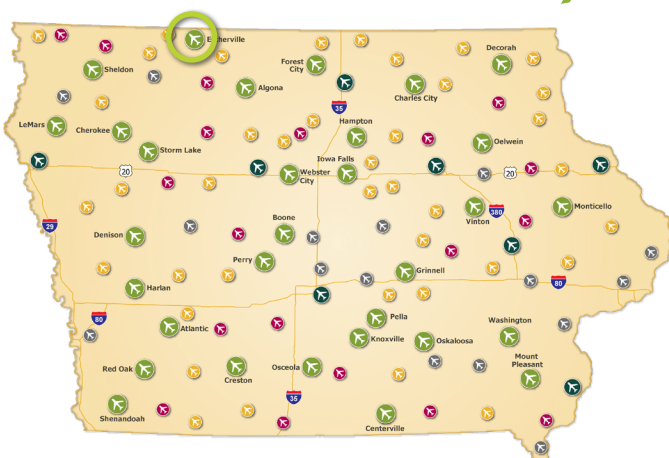 Estherville
Decorah
Forest
City
Sheldon
Algona
Charles City
35
Hampton
LeMars
Cherokee
Oelwein
Storm Lake
Iowa Falls
20
Webster
City
20
Monticello
380
Vinton
Boone
29
Denison
Perry
Grinnell
80
Harlan
80
Pella
Washington
Atlantic
Knoxville
Oskaloosa
Red Oak
Creston
Osceola
Mount
Pleasant
35
Shenandoah
Centerville